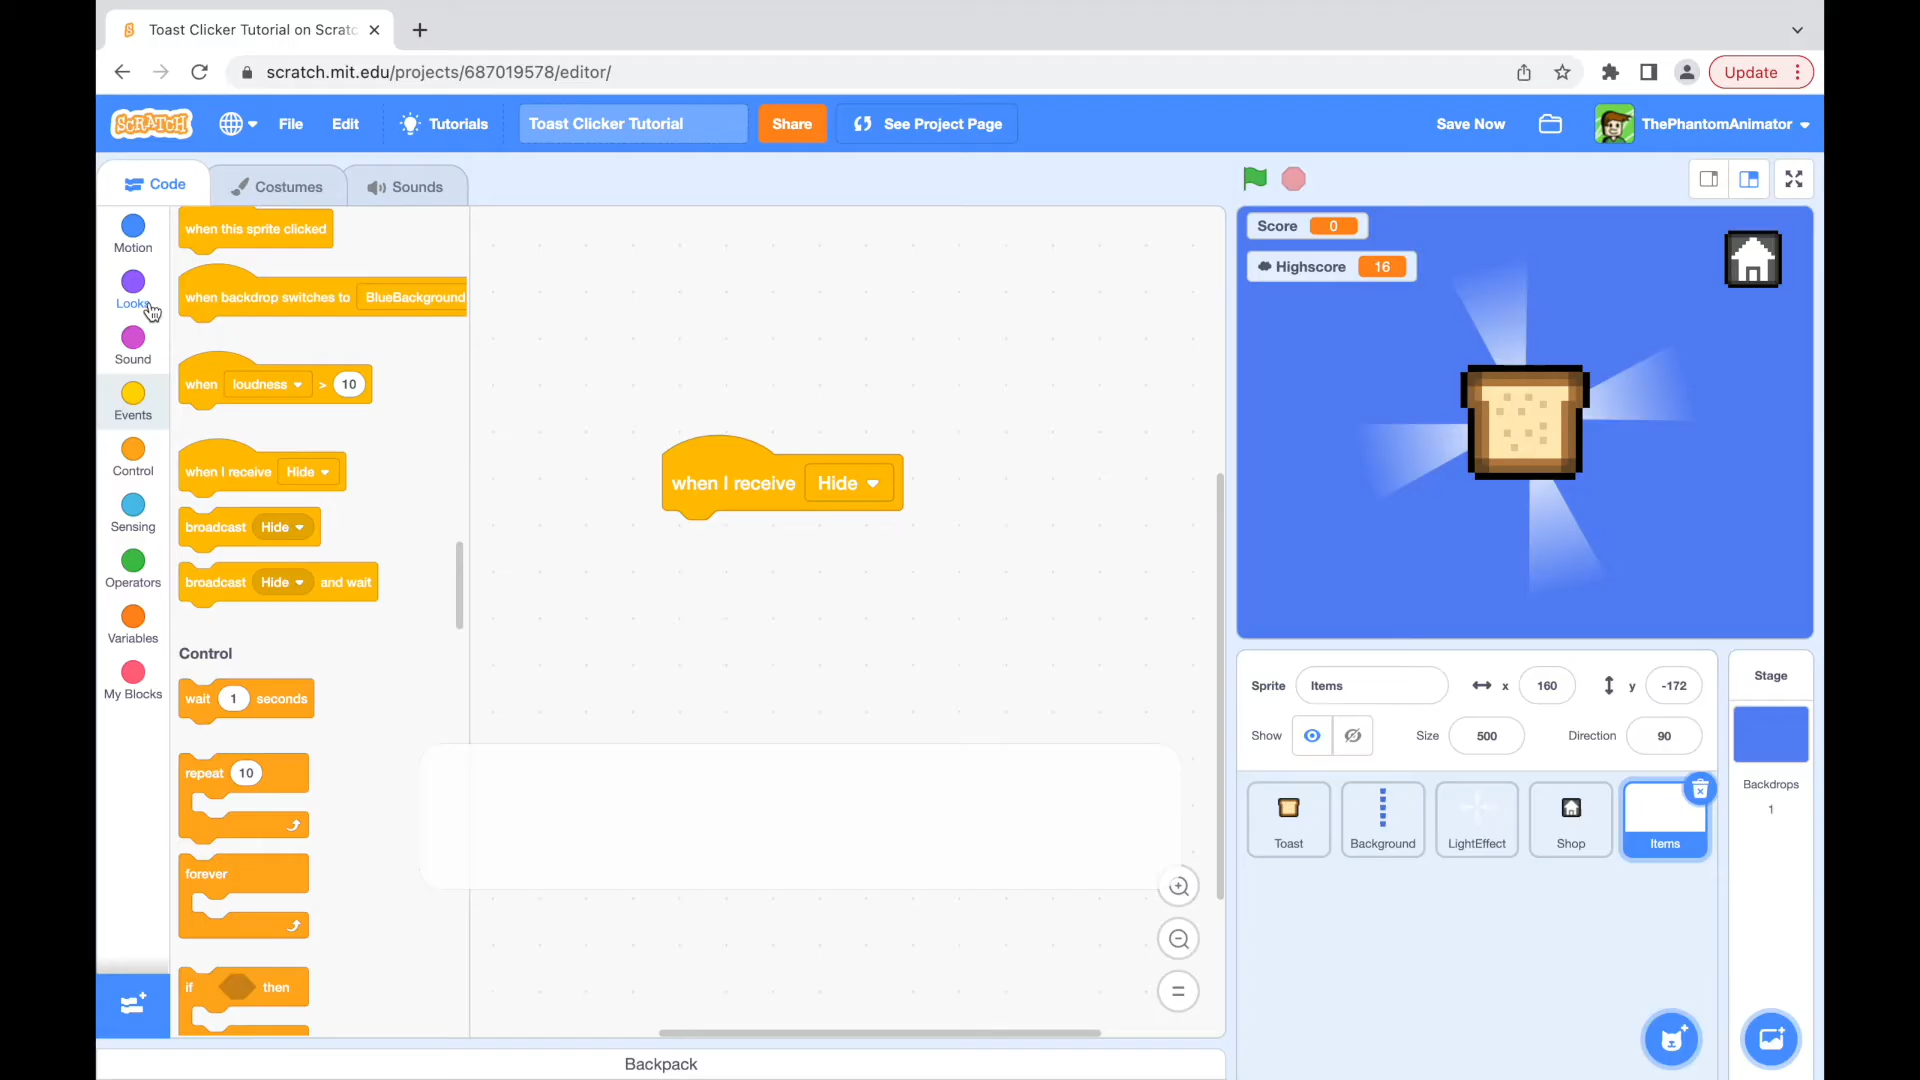 Toast Clicker Tutorial on Scratc
scratch.mit.edu/projects/687019578/editor/
Update
SCRATCH
File
Edit
Tutorials
Toast Clicker Tutorial
Share
See Project Page
Save Now
ThePhantomAnimator
Code
Costumes
Sounds
Motion
Looks
Sound
Events
Control
Sensing
Operators
Variables
My Blocks
when this sprite clicked
when backdrop switches to BlueBackground
when loudness > 10
when I receive Hide
broadcast Hide
broadcast Hide and wait
Control
wait 1 seconds
repeat 10
forever
if then
when I receive Hide
Backpack
Score 0
Highscore 16
Sprite Items x 160 y -172
Show Size 500 Direction 90
Toast
Background
LightEffect
Shop
Items
Stage
Backdrops
1